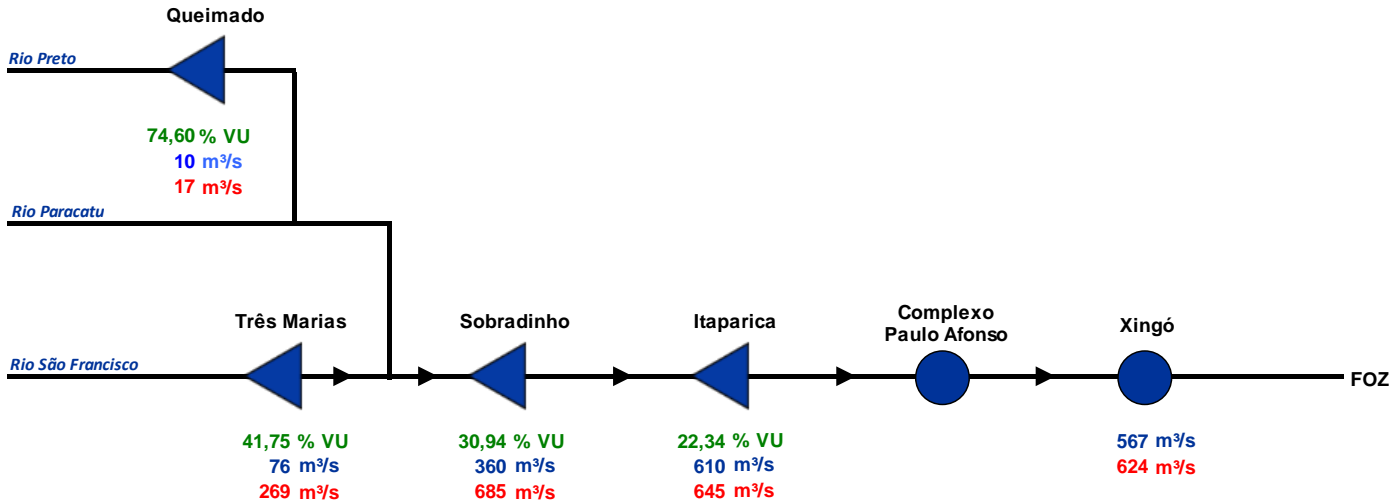 Queimado
Rio Preto
74,60 % VU
10 m³/s
17 m³/s
Rio Paracatu
Três Marias
Sobradinho
Itaparica
Complexo
Paulo Afonso
Xingó
Rio São Francisco
FOZ
41,75 % VU
76 m³/s
269 m³/s
30,94 % VU
360 m³/s
685 m³/s
22,34 % VU
610 m³/s
645 m³/s
567 m³/s
624 m³/s